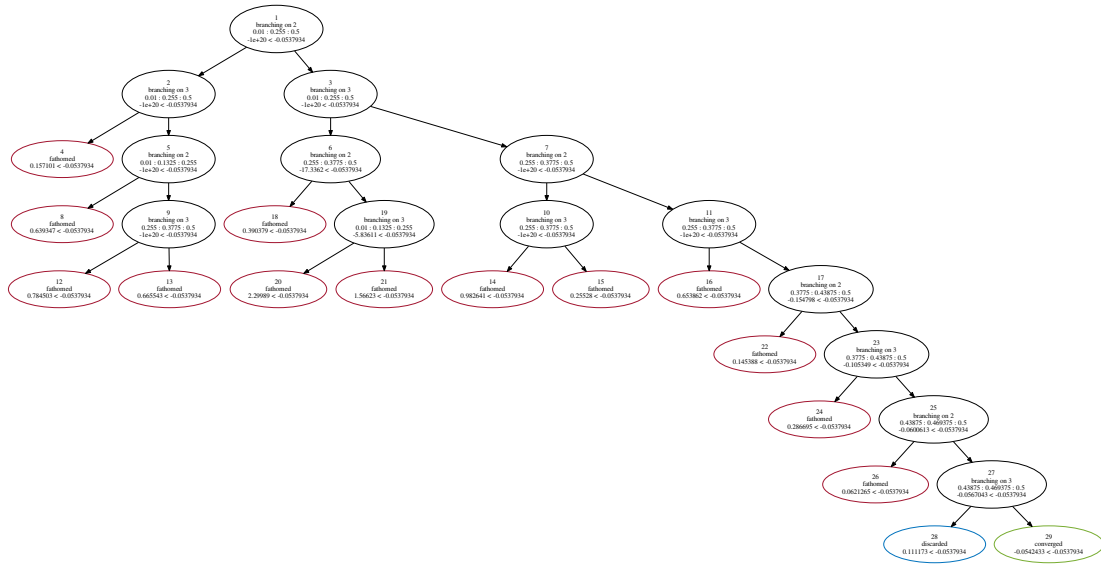 1
branching on 2
0.01 : 0.255 : 0.5
-1e+20 < -0.0537934
2
branching on 3
0.01 : 0.255 : 0.5
-1e+20 < -0.0537934
3
branching on 3
0.01 : 0.255 : 0.5
-1e+20 < -0.0537934
4
fathomed
0.157101 < -0.0537934
5
branching on 2
0.01 : 0.1325 : 0.255
-1e+20 < -0.0537934
6
branching on 2
0.255 : 0.3775 : 0.5
-17.3362 < -0.0537934
7
branching on 2
0.255 : 0.3775 : 0.5
-1e+20 < -0.0537934
8
fathomed
0.639347 < -0.0537934
9
branching on 3
0.255 : 0.3775 : 0.5
-1e+20 < -0.0537934
18
fathomed
0.390379 < -0.0537934
19
branching on 3
0.01 : 0.1325 : 0.255
-5.83611 < -0.0537934
10
branching on 3
0.255 : 0.3775 : 0.5
-1e+20 < -0.0537934
11
branching on 3
0.255 : 0.3775 : 0.5
-1e+20 < -0.0537934
12
fathomed
0.784503 < -0.0537934
13
fathomed
0.665543 < -0.0537934
20
fathomed
2.29989 < -0.0537934
21
fathomed
1.56623 < -0.0537934
14
fathomed
0.982641 < -0.0537934
15
fathomed
0.25528 < -0.0537934
16
fathomed
0.653862 < -0.0537934
17
branching on 2
0.3775 : 0.43875 : 0.5
-0.154798 < -0.0537934
22
fathomed
0.145388 < -0.0537934
23
branching on 3
0.3775 : 0.43875 : 0.5
-0.105349 < -0.0537934
24
fathomed
0.286695 < -0.0537934
25
branching on 2
0.43875 : 0.469375 : 0.5
-0.0600613 < -0.0537934
26
fathomed
0.0621265 < -0.0537934
27
branching on 3
0.43875 : 0.469375 : 0.5
-0.0567043 < -0.0537934
28
discarded
0.111173 < -0.0537934
29
converged
-0.0542433 < -0.0537934